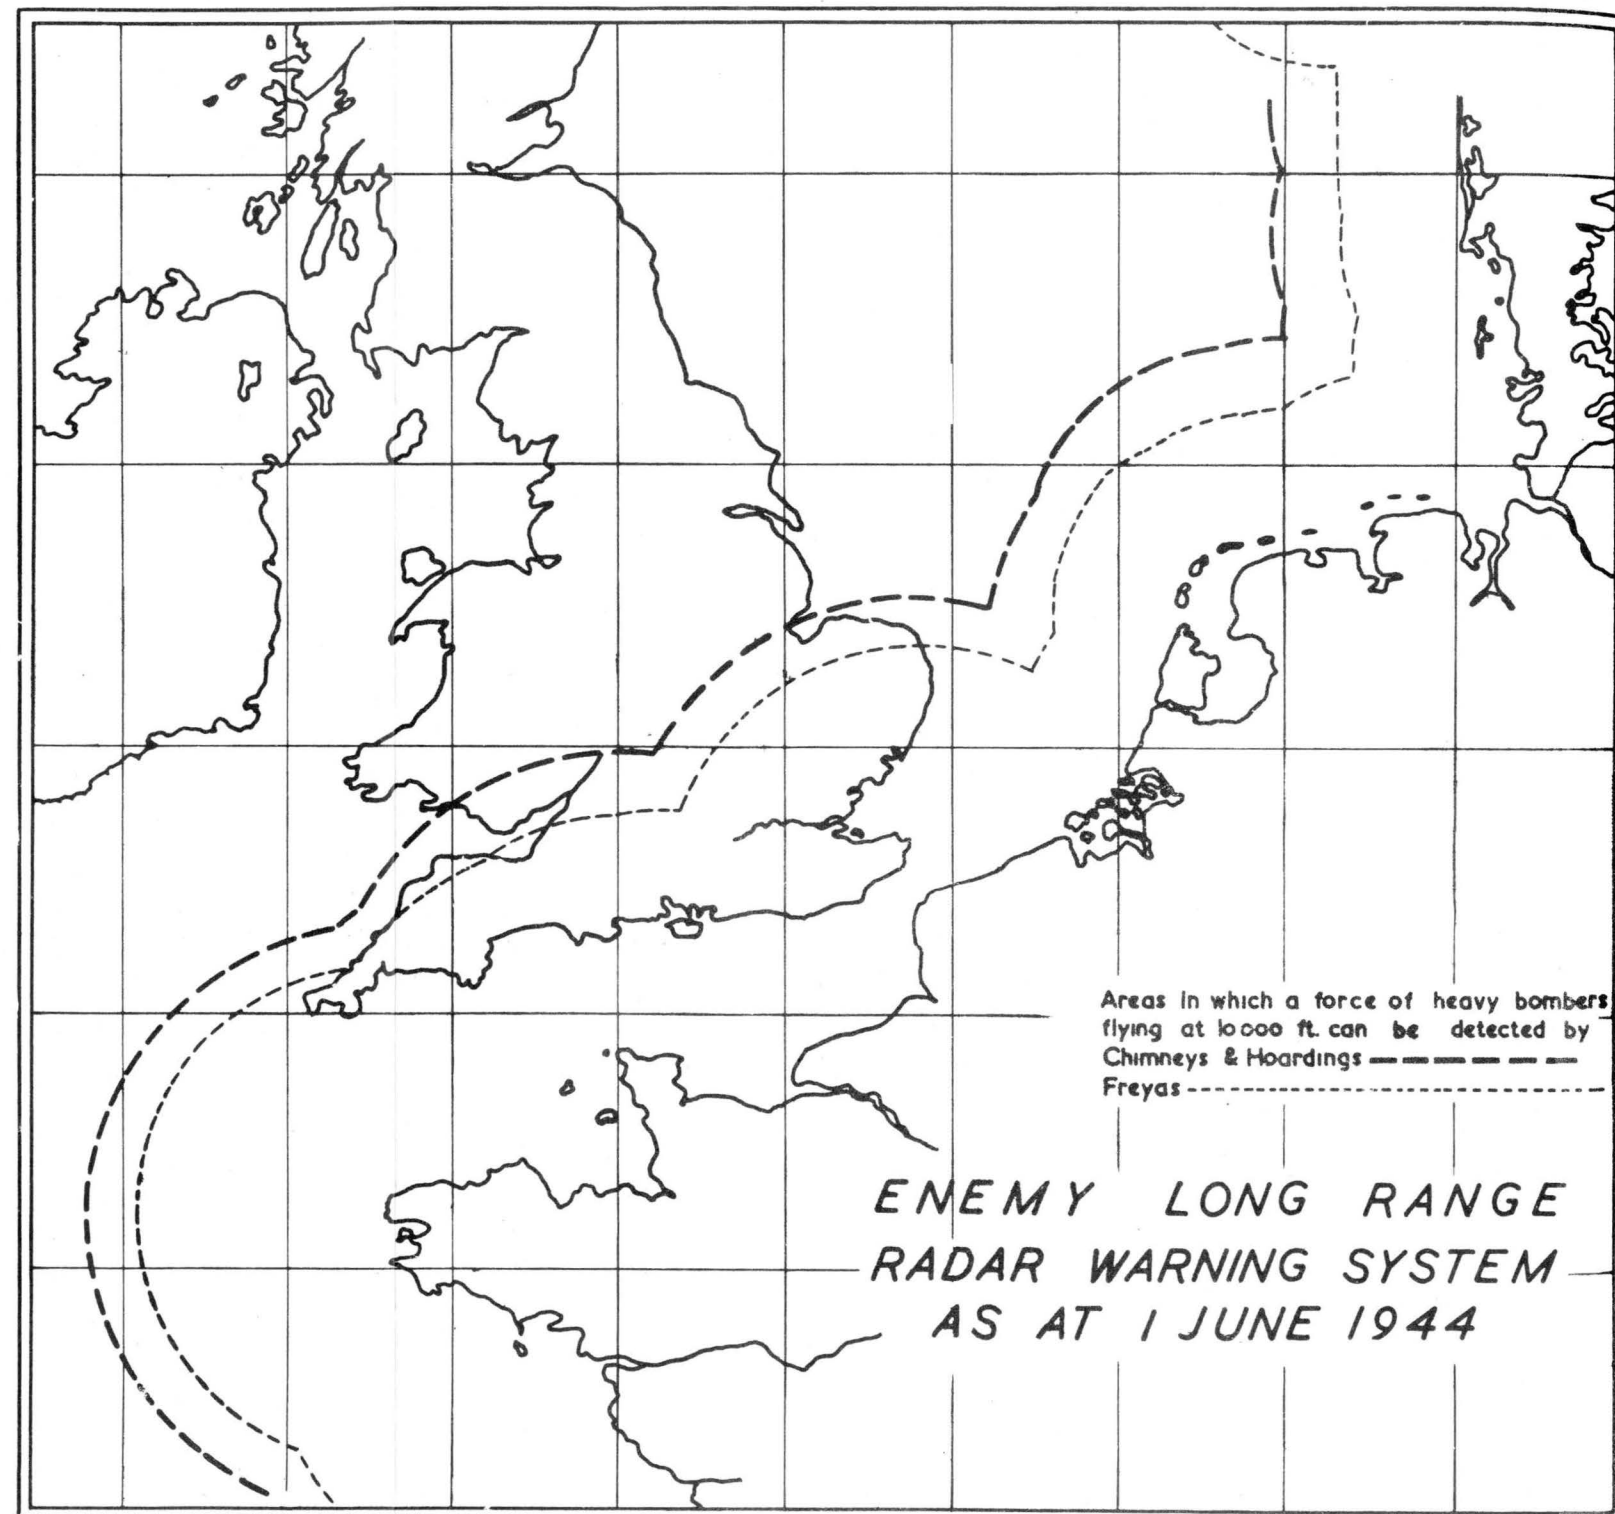 Areas in which a force of heavy bombers
flying at 10000 ft. can be detected by
Chimneys & Hoardings
Freyas
ENEMY LONG RANGE
RADAR WARNING SYSTEM
AS AT 1 JUNE 1944